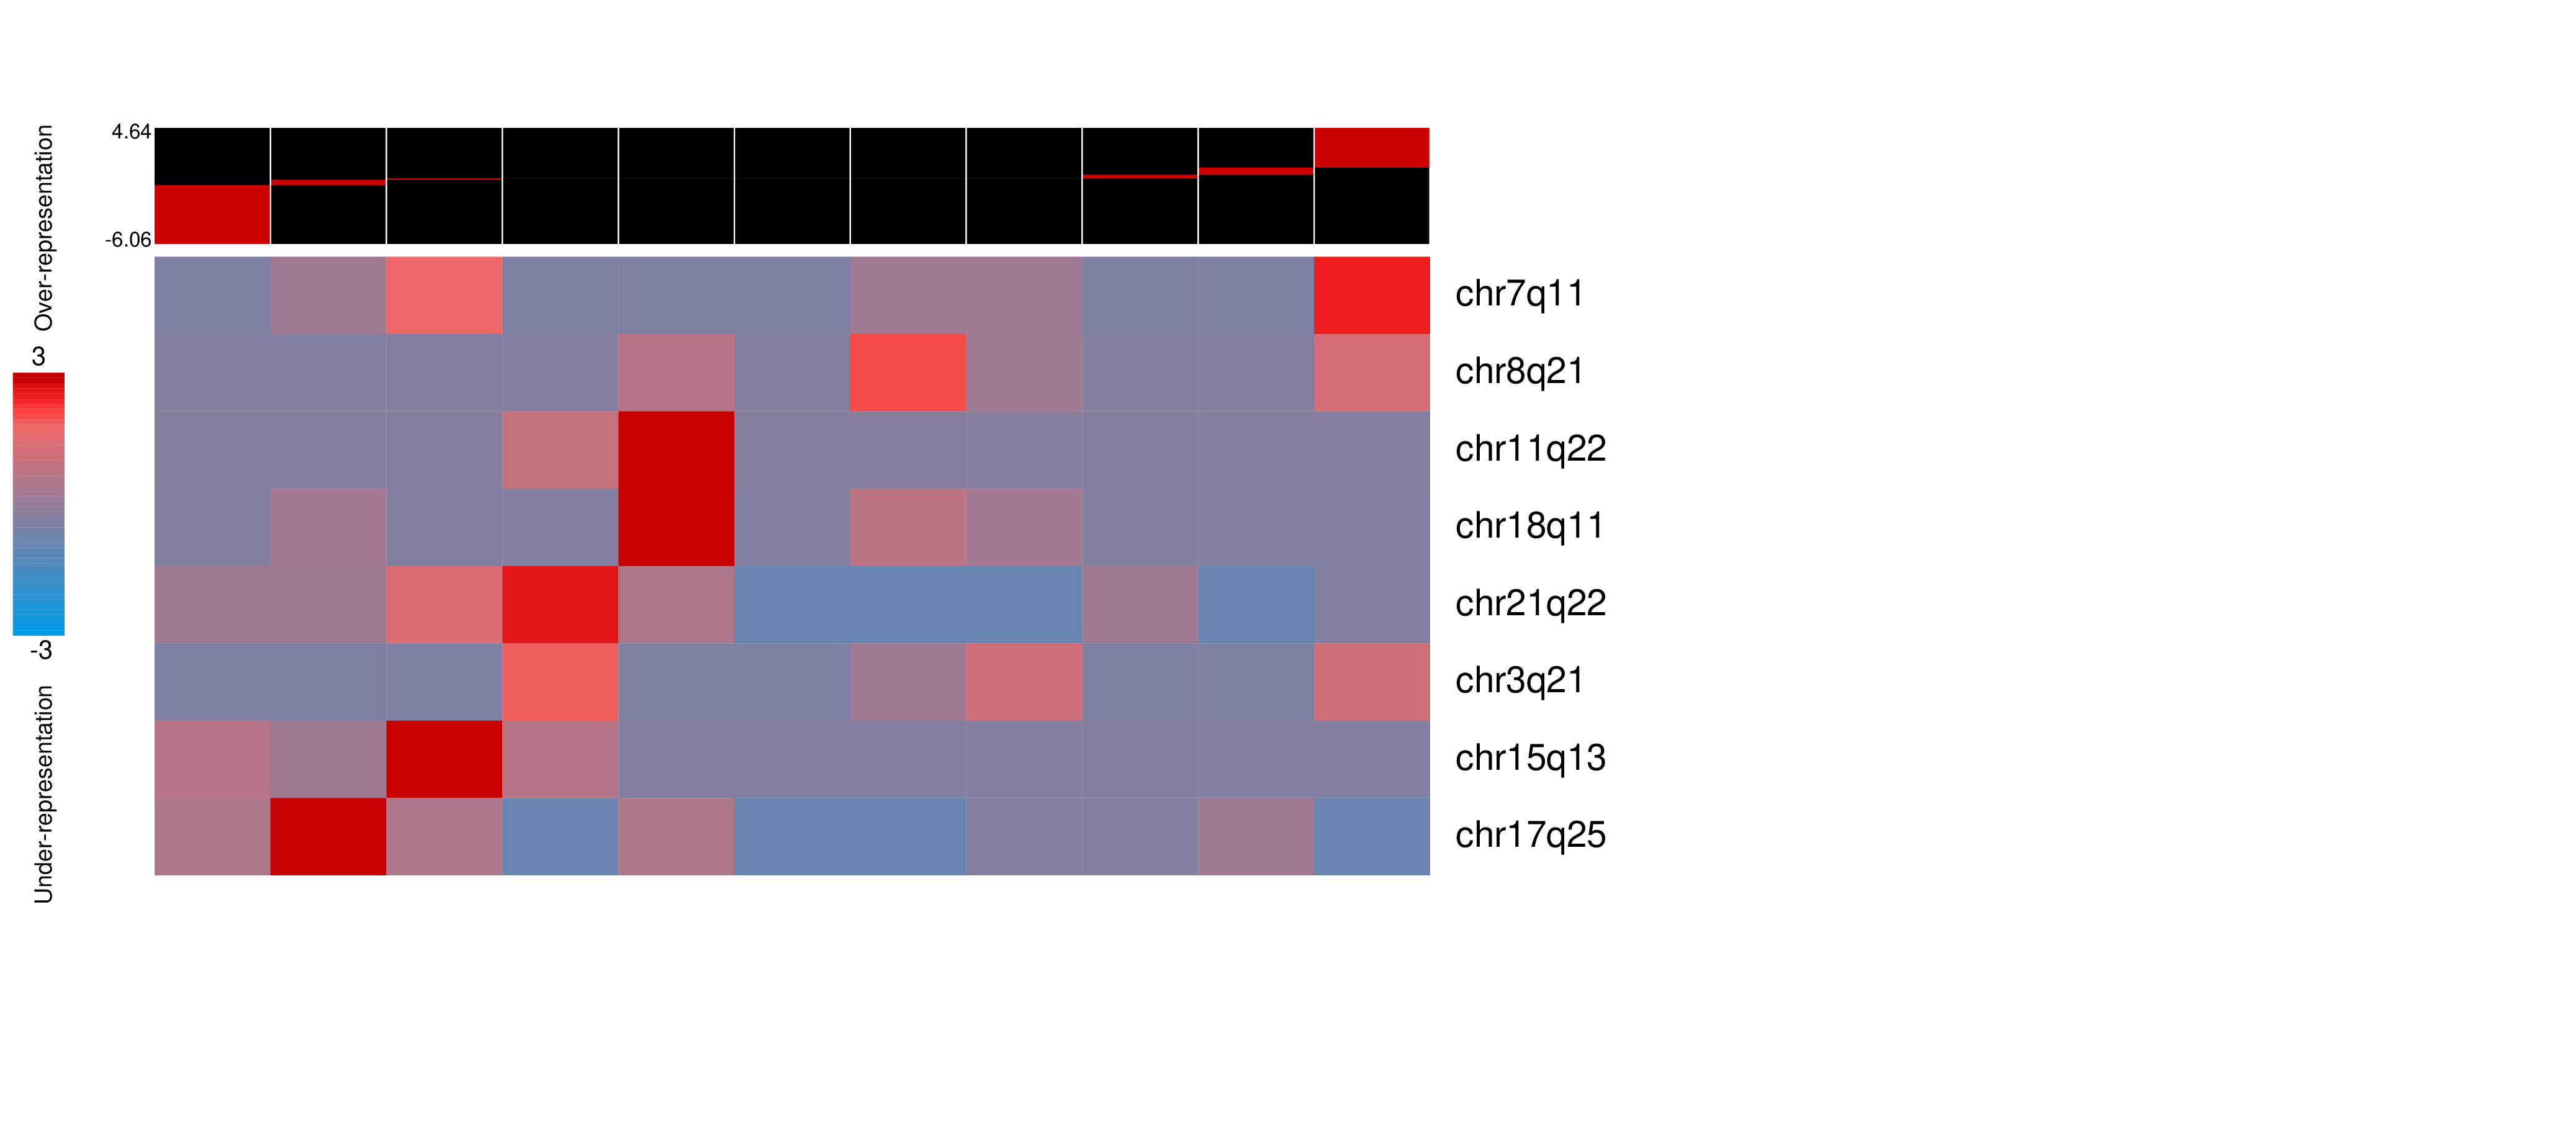 Over-representation
3
-3
Under-representation
4.64
-6.06
chr7q11
chr8q21
chr11q22
chr18q11
chr21q22
chr3q21
chr15q13
chr17q25